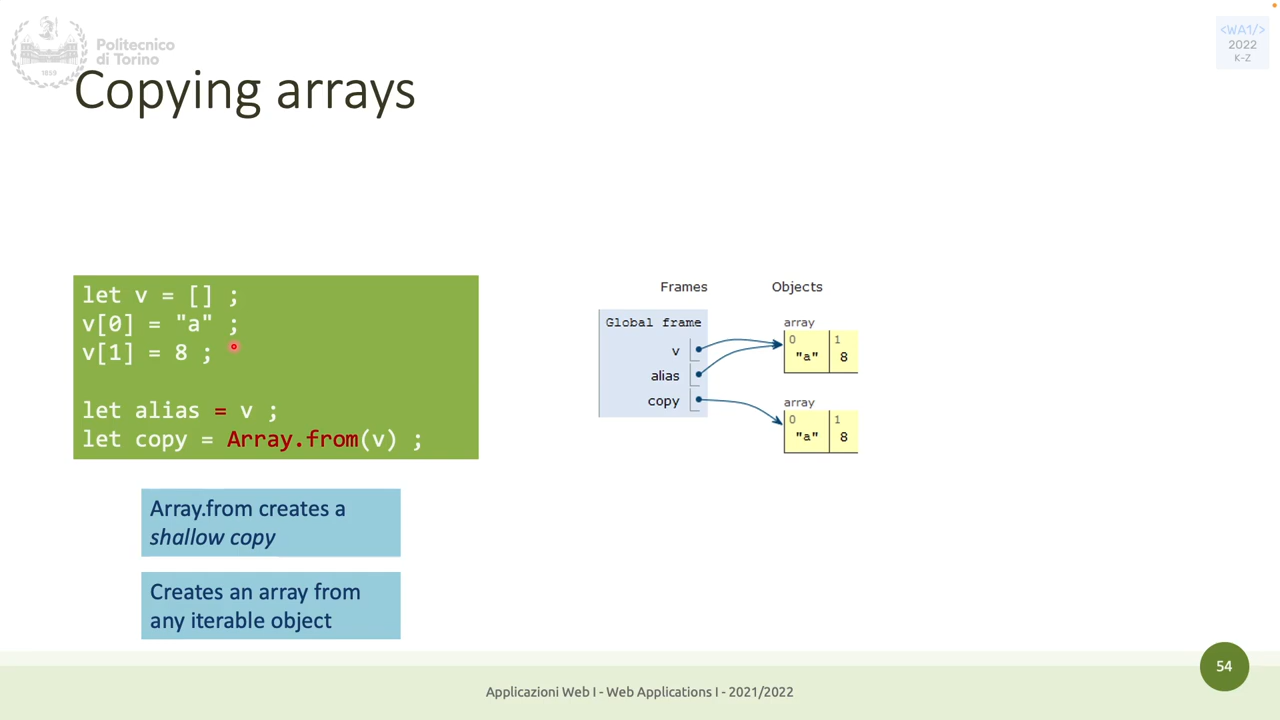 Politecnico
di Torino
1859
<WA1/>
2022
K-Z
Copying arrays
let v = [] ;
v[0] = "a" ;
v[1] = 8 ;
let alias = v ;
let copy = Array.from(v) ;
Array.from creates a
shallow copy
Creates an array from
any iterable object
Frames
Objects
Global frame
v
alias
copy
array
0 1
"a" 8
array
0 1
"a" 8
Applicazioni Web I - Web Applications I - 2021/2022
54